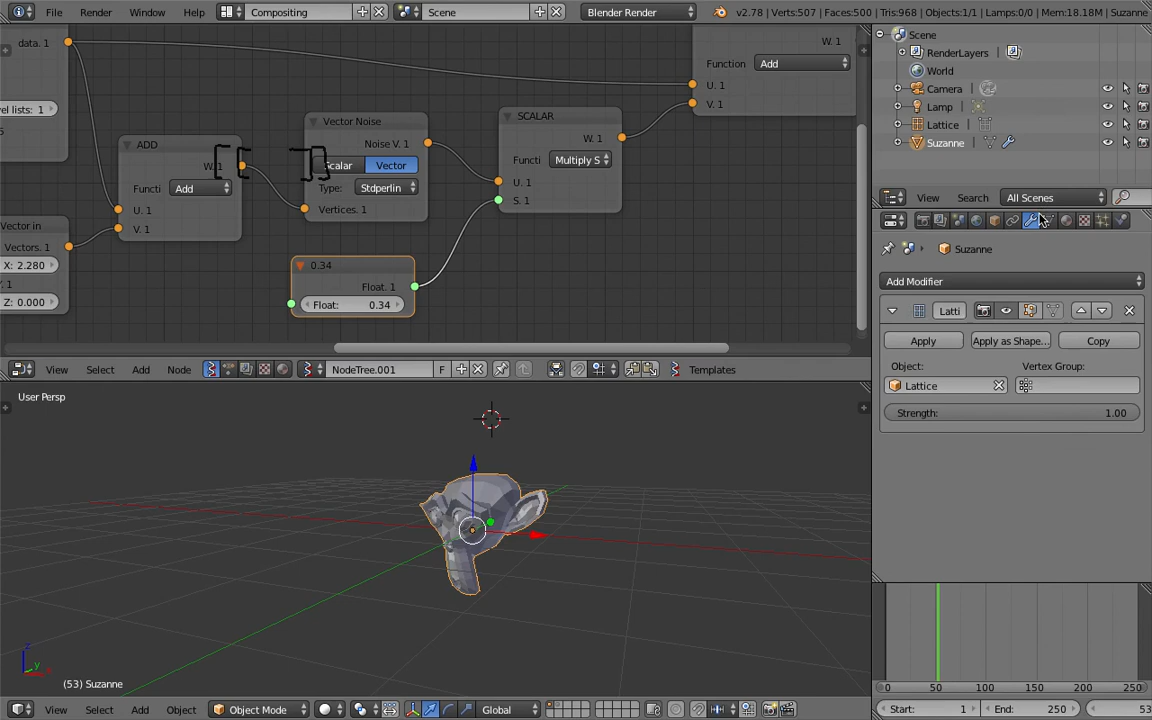 File Render Window Help Compositing Scene Blender Render v2.78 | Verts:507 | Faces:500 | Tris:968 | Objects:1/1 | Lamps:0/0 | Mem:18.18M | Suzanne
data. 1
vel lists: 1
ADD
W. 1
Functi Add
U. 1
V. 1
Vector in
Vectors. 1
X: 2.280
Z: 0.000
Vector Noise
Noise V. 1
Scalar Vector
Type: Stdperlin
Vertices. 1
0.34
Float. 1
Float: 0.34
SCALAR
W. 1
Functi Multiply S
U. 1
S. 1
W. 1
Function Add
U. 1
V. 1
View Select Add Node NodeTree.001 F Templates
User Persp
(53) Suzanne
View Select Add Object Object Mode Global
Scene
RenderLayers
World
Camera
Lamp
Lattice
Suzanne
View Search All Scenes
Suzanne
Add Modifier
Latti
Apply Apply as Shape... Copy
Object: Vertex Group:
Lattice
Strength: 1.00
0 50 100 150 200 250
Start: 1 End: 250 53